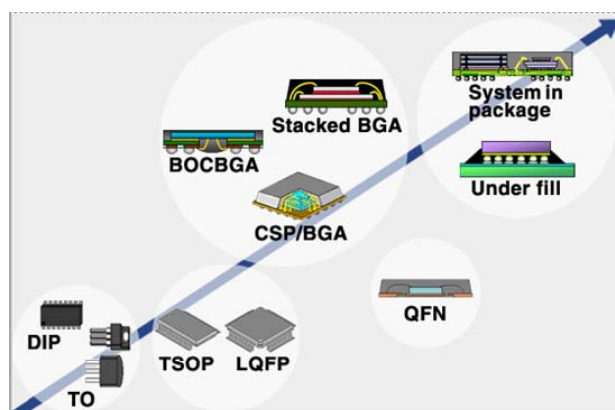 System in
package
Stacked BGA
BOCBGA
Under fill
CSP/BGA
QFN
DIP
TSOP
LQFP
TO